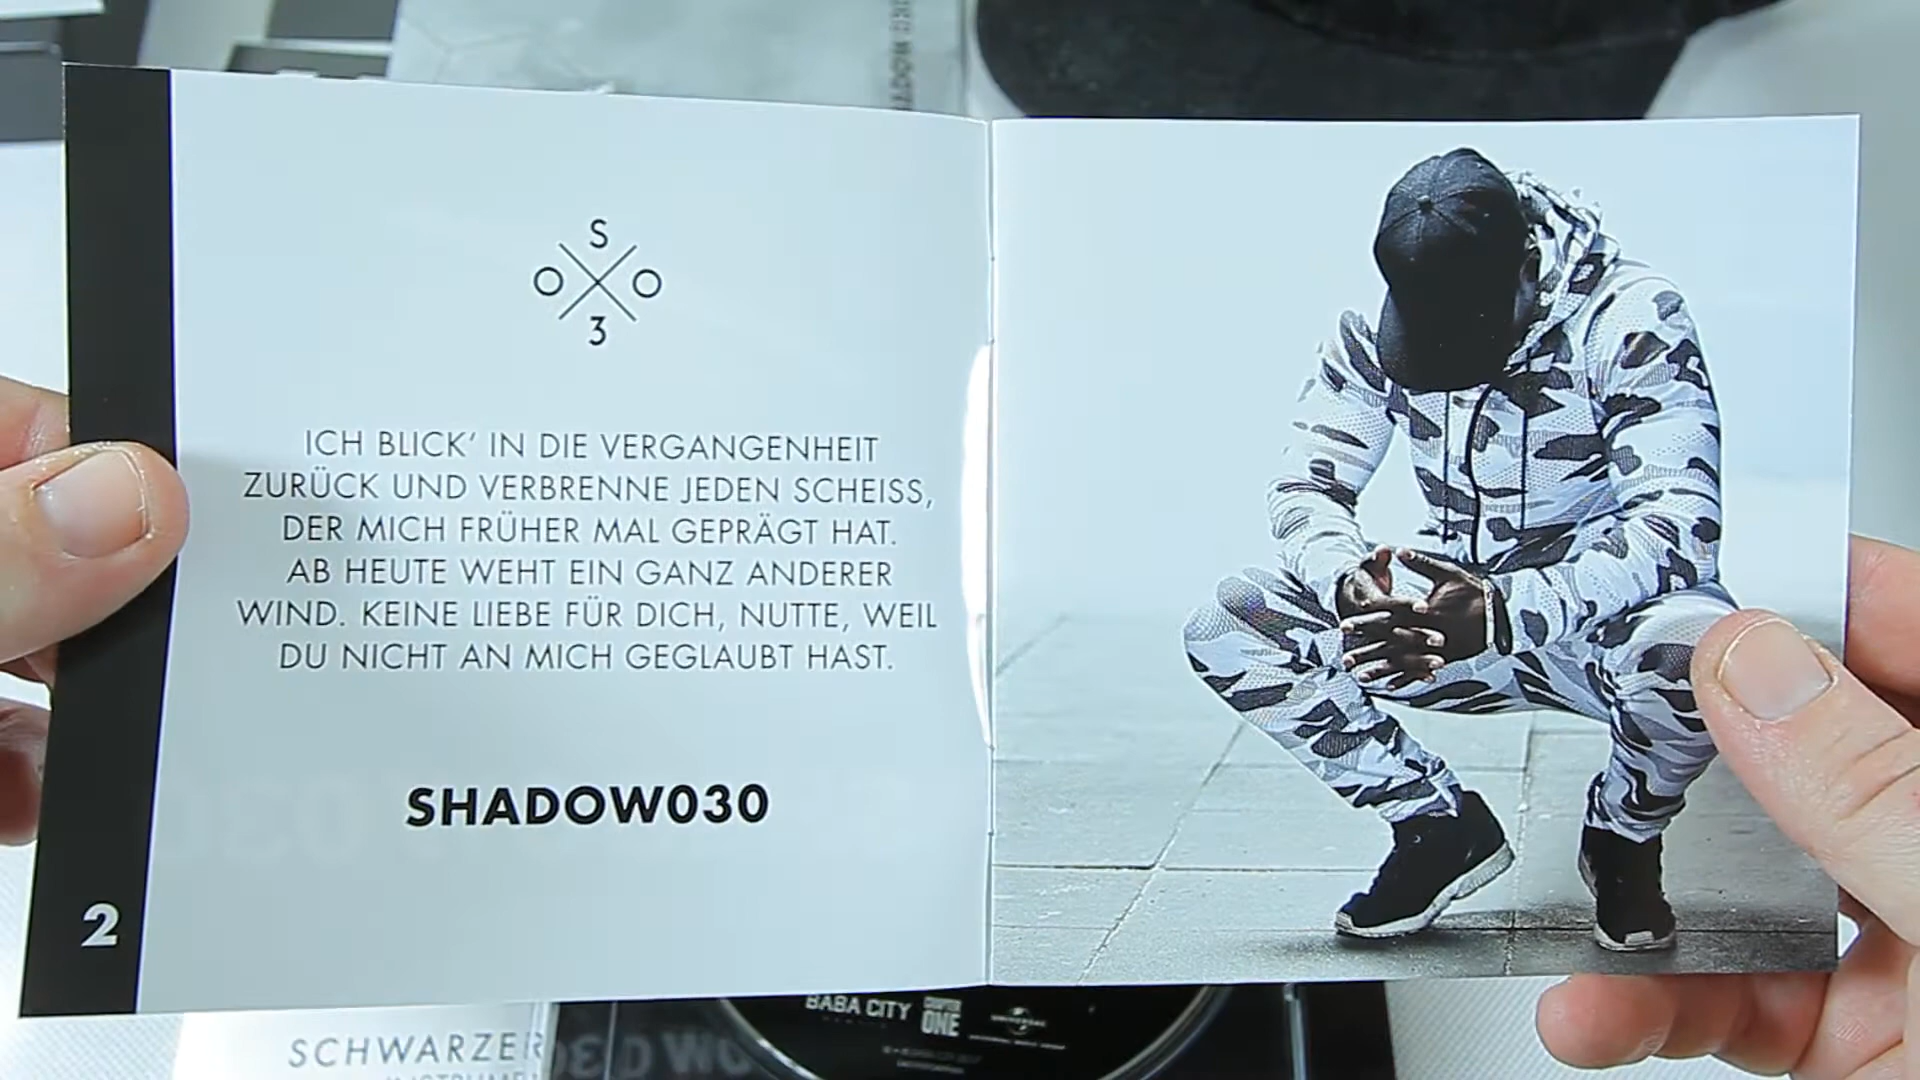 S
O O
3
ICH BLICK‘ IN DIE VERGANGENHEIT
ZURÜCK UND VERBRENNE JEDEN SCHEISS,
DER MICH FRÜHER MAL GEPRÄGT HAT.
AB HEUTE WEHT EIN GANZ ANDERER
WIND. KEINE LIEBE FÜR DICH, NUTTE, WEIL
DU NICHT AN MICH GEGLAUBT HAST.
SHADOW030
2
BABA CITY
CHAPTER
ONE
UNIVERSAL
SCHWARZER